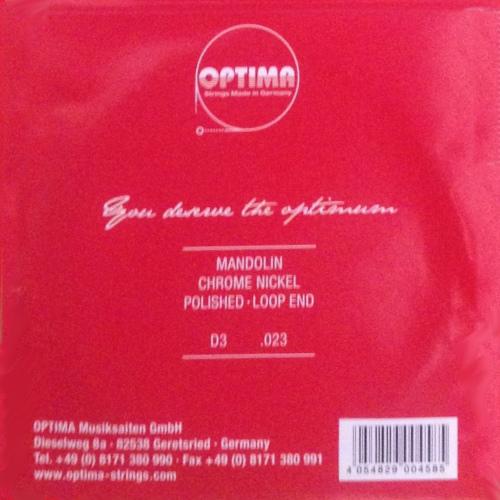 OPTIMA
Strings Made in Germany
You deserve the optimum
MANDOLIN
CHROME NICKEL
POLISHED · LOOP END
D3 .023
OPTIMA Musiksaiten GmbH
Dieselweg 8a · 82538 Geretsried · Germany
Tel. +49 (0) 8171 380 990 · Fax +49 (0) 8171 380 991
www.optima-strings.com
4 054829 004585